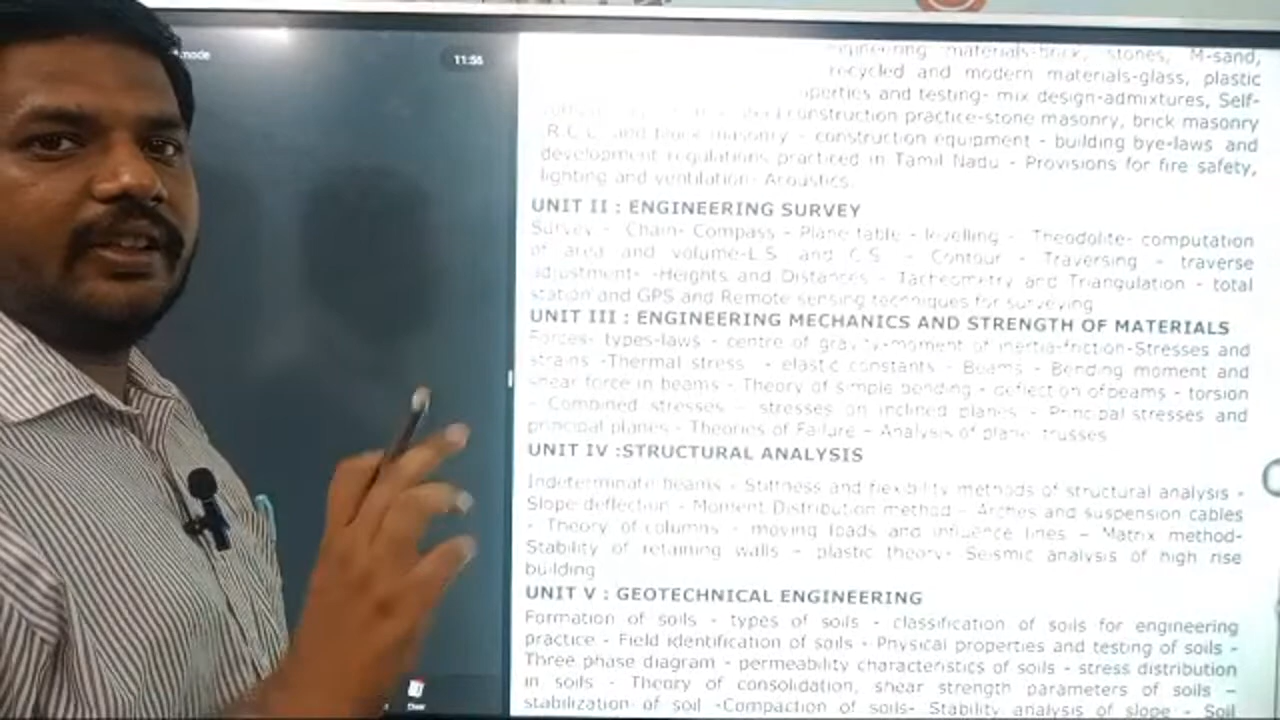 mode
11:56
engineering materials-brick, stones, M-sand,
recycled and modern materials-glass, plastic
and testing- mix design-admixtures, Self-
construction practice-stone masonry, brick masonry
R.C.C. and block masonry - construction equipment - building bye-laws and
development regulations practiced in Tamil Nadu - Provisions for fire safety,
lighting and ventilation- Acoustics.
UNIT II : ENGINEERING SURVEY
Survey - Chain- Compass - Plane table - levelling - Theodolite- computation
of area and volume-L.S. and C.S. - Contour - Traversing - traverse
adjustment- -Heights and Distances - Tacheometry and Triangulation - total
station and GPS and Remote sensing techniques for surveying
UNIT III : ENGINEERING MECHANICS AND STRENGTH OF MATERIALS
Forces- types-laws - centre of gravity-moment of inertia-friction-Stresses and
strains -Thermal stress - elastic constants - Beams - Bending moment and
shear force in beams - Theory of simple bending - deflection of beams - torsion
- Combined stresses - stresses on inclined planes - Principal stresses and
principal planes - Theories of Failure - Analysis of plane trusses
UNIT IV :STRUCTURAL ANALYSIS
Indeterminate beams - Stiffness and flexibility methods of structural analysis -
Slope deflection - Moment Distribution method - Arches and suspension cables
- Theory of columns - moving loads and influence lines - Matrix method-
Stability of retaining walls - plastic theory- Seismic analysis of high rise
building
UNIT V : GEOTECHNICAL ENGINEERING
Formation of soils - types of soils - classification of soils for engineering
practice - Field identification of soils - Physical properties and testing of soils -
Three phase diagram - permeability characteristics of soils - stress distribution
in soils - Theory of consolidation, shear strength parameters of soils -
stabilization of soil -Compaction of soils- Stability analysis of slope - Soil